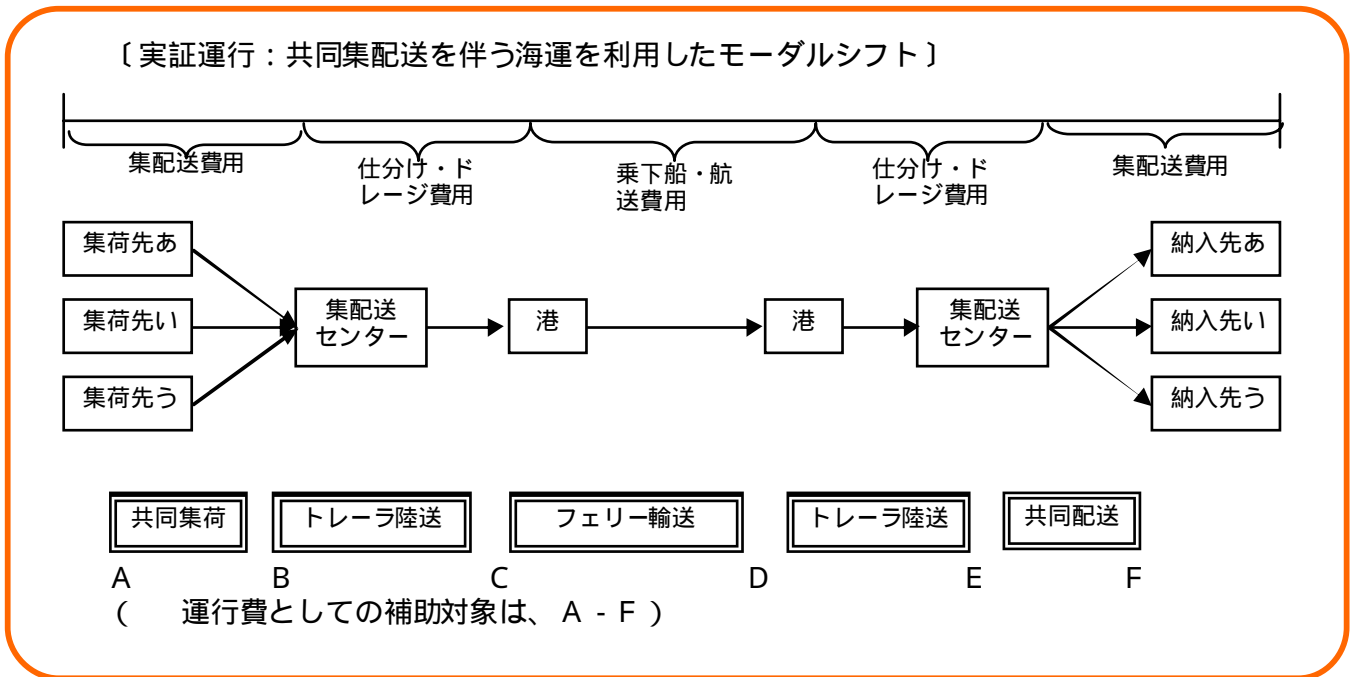 〔実証運行：共同集配送を伴う海運を利用したモーダルシフト〕
集配送費用
仕分け・ド
レージ費用
乗下船・航
送費用
仕分け・ド
レージ費用
集配送費用
集荷先あ
集荷先い
集荷先う
集配送
センター
港
港
集配送
センター
納入先あ
納入先い
納入先う
共同集荷
トレーラ陸送
フェリー輸送
トレーラ陸送
共同配送
A B C D E F
(　運行費としての補助対象は、A - F )